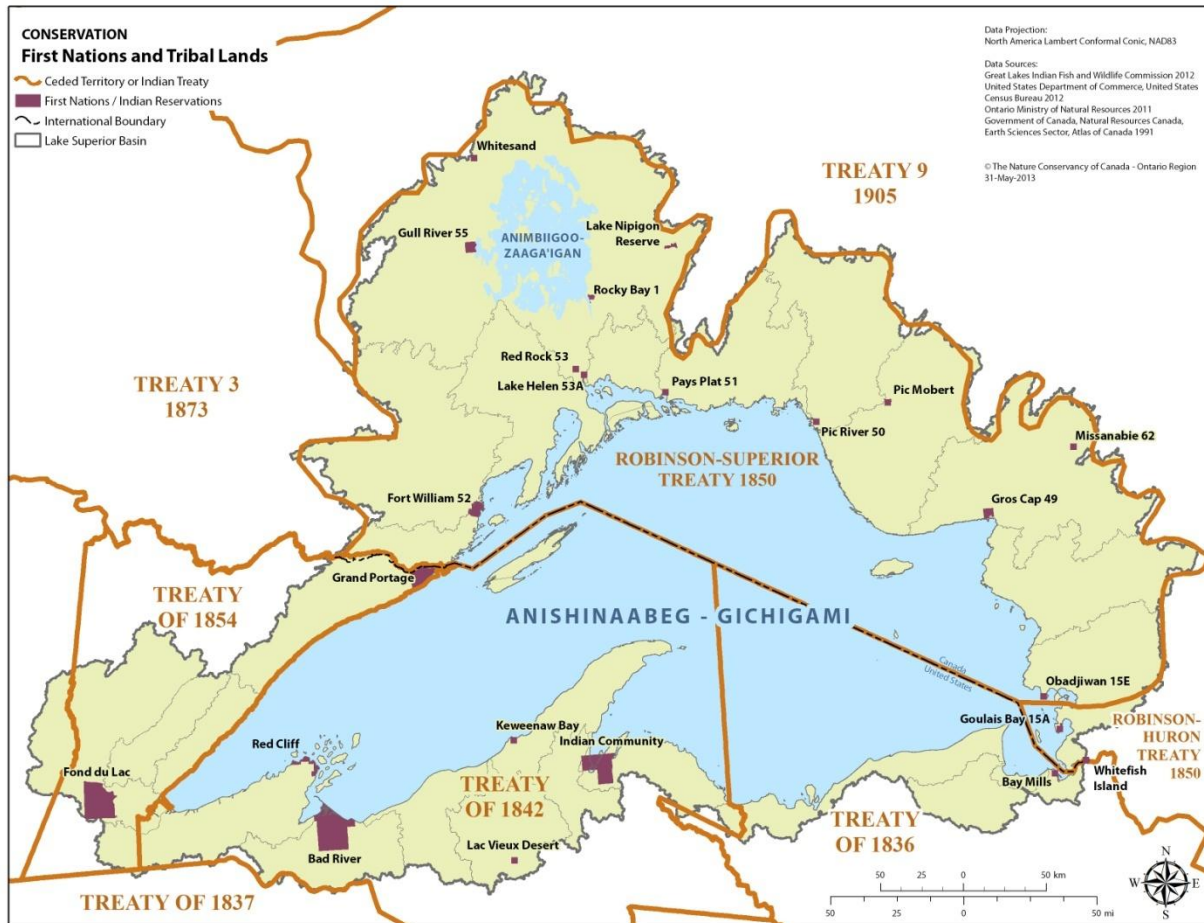 CONSERVATION
First Nations and Tribal Lands
Ceded Territory or Indian Treaty
First Nations / Indian Reservations
International Boundary
Lake Superior Basin
Data Projection:
North America Lambert Conformal Conic, NAD83
Data Sources:
Great Lakes Indian Fish and Wildlife Commission 2012
United States Department of Commerce, United States
Census Bureau 2012
Ontario Ministry of Natural Resources 2011
Government of Canada, Natural Resources Canada,
Earth Sciences Sector, Atlas of Canada 1991
© The Nature Conservancy of Canada - Ontario Region
31-May-2013
Whitesand
TREATY 9
1905
Gull River 55
ANIMBIIGOO-
ZAAGA'IGAN
Lake Nipigon
Reserve
Rocky Bay 1
TREATY 3
1873
Red Rock 53
Lake Helen 53A
Pays Plat 51
Pic Mobert
Pic River 50
Missanabie 62
ROBINSON-SUPERIOR
TREATY 1850
Fort William 52
Gros Cap 49
Grand Portage
TREATY
OF 1854
ANISHINAABEG - GICHIGAMI
Canada
United States
Obadjiwan 15E
Goulais Bay 15A
ROBINSON-
HURON
TREATY
1850
Keweenaw Bay
Indian Community
Red Cliff
Fond du Lac
Bay Mills
Whitefish
Island
TREATY
OF 1842
TREATY
OF 1836
Bad River
Lac Vieux Desert
TREATY OF 1837
N
W
E
S
50 25 0 50 km
50 25 0 50 mi